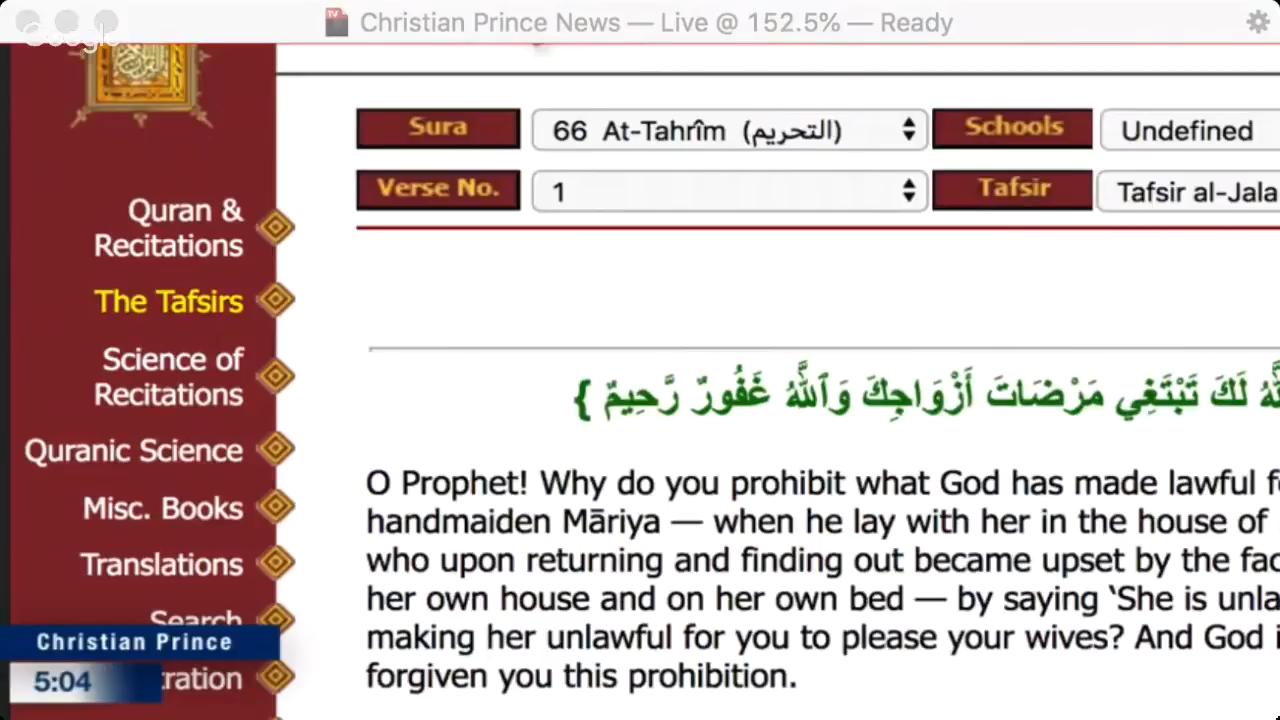 Christian Prince News — Live @ 152.5% — Ready
Google
Sura
66 At-Tahrîm (التحريم)
Schools
Undefined
Verse No.
1
Tafsir
Tafsir al-Jala
Quran &
Recitations
The Tafsirs
Science of
Recitations
Quranic Science
Misc. Books
Translations
Search
لَكَ تَبْتَغِي مَرْضَاتَ أَزْوَاجِكَ وَٱللَّهُ غَفُورٌ رَّحِيمٌ }
O Prophet! Why do you prohibit what God has made lawful f
handmaiden Māriya — when he lay with her in the house of
who upon returning and finding out became upset by the fac
her own house and on her own bed — by saying ‘She is unla
making her unlawful for you to please your wives? And God i
forgiven you this prohibition.
Christian Prince
5:04
tration